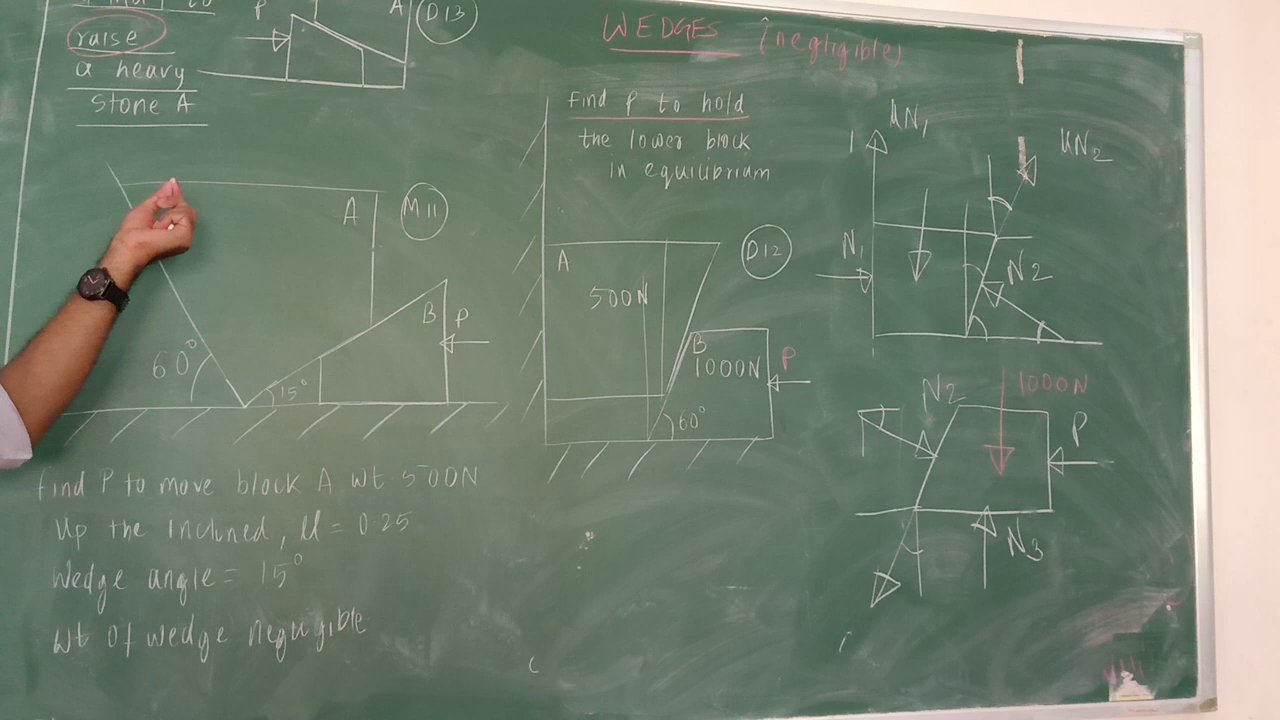 raise
a heavy
stone A
P
A
D13
WEDGES (negligible)
Find P to hold
the lower block
in equilibrium
A
M11
B
P
60°
15°
Find P to move block A wt 500N
Up the inclined, μ = 0.25
Wedge angle = 15°
Wt of wedge negligible
A
500N
D12
B
1000N
P
60°
μN1
μN2
N1
N2
N2
1000N
P
N3